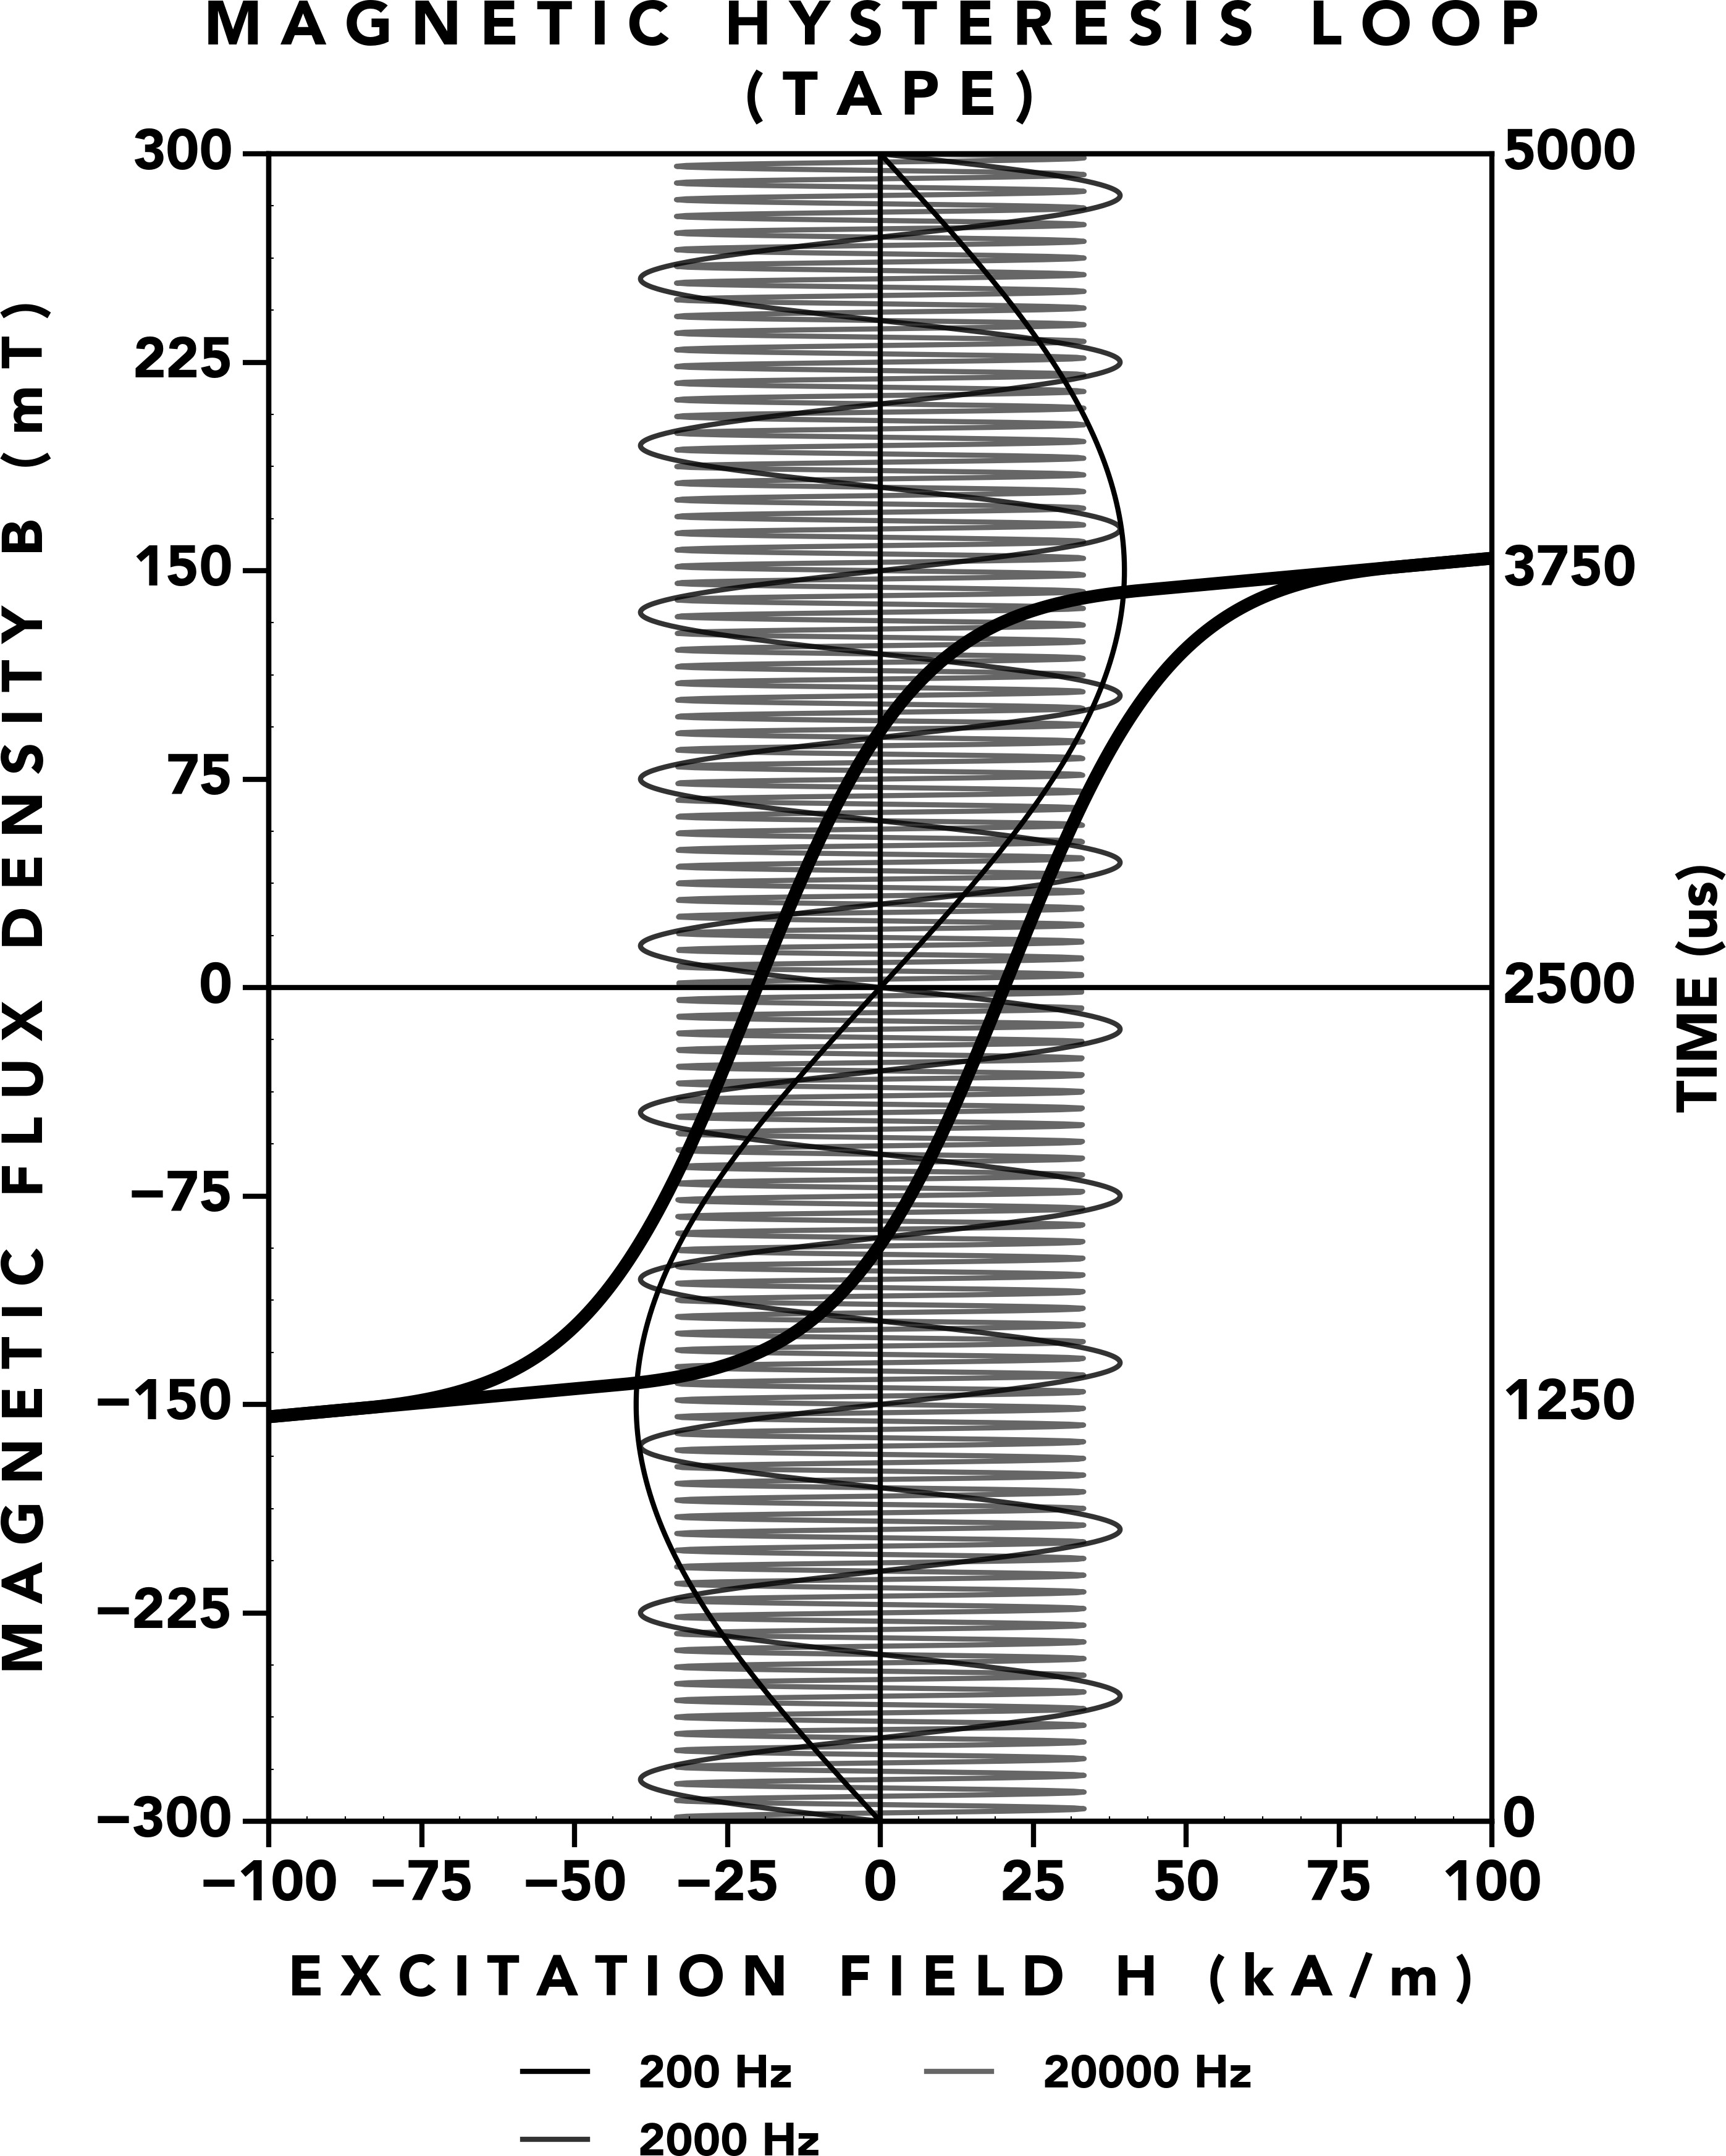 MAGNETIC HYSTERESIS LOOP
(TAPE)
MAGNETIC FLUX DENSITY B (mT)
300
225
150
75
0
−75
−150
−225
−300
5000
3750
2500
1250
0
TIME (us)
−100 −75 −50 −25 0 25 50 75 100
EXCITATION FIELD H (kA/m)
200 Hz 20000 Hz
2000 Hz